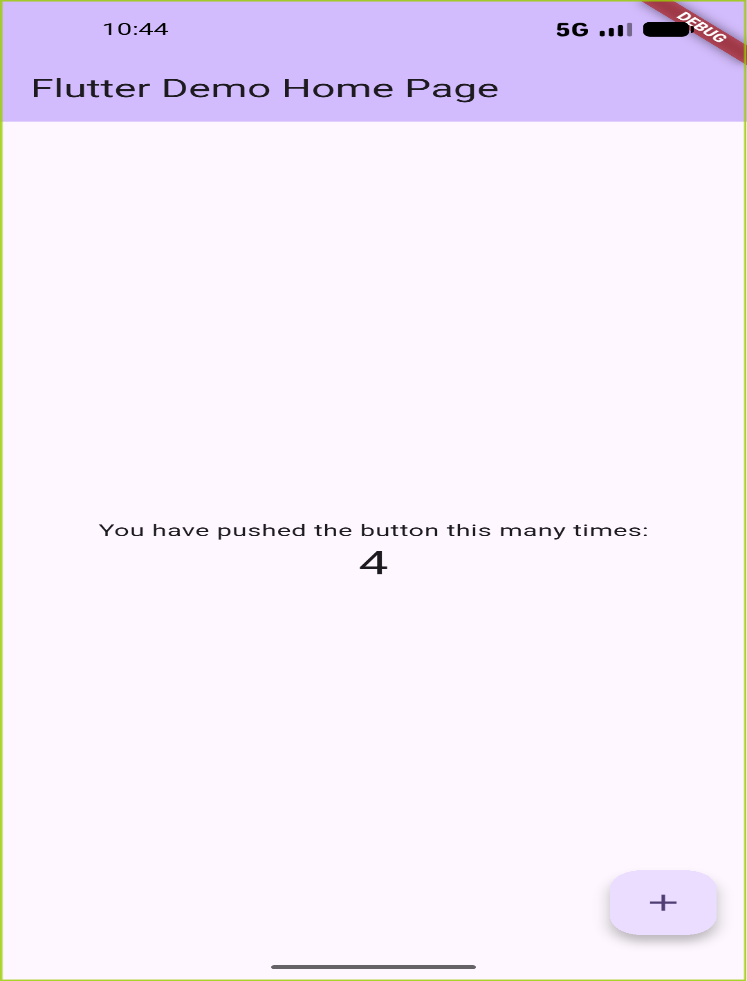 10:44
5G
DEBUG
Flutter Demo Home Page
You have pushed the button this many times:
4
+